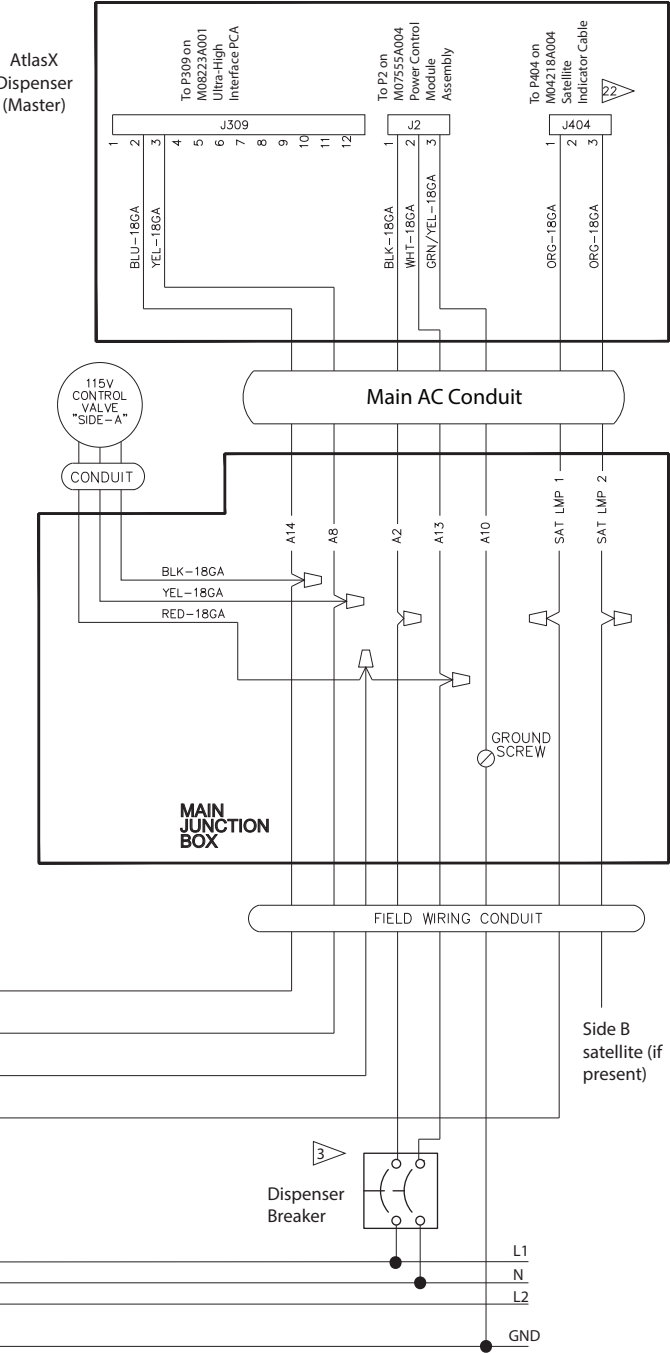 AtlasX
Dispenser
(Master)
To P309 on
M08223A001
Ultra-High
Interface PCA
To P2 on
M07555A004
Power Control
Module
Assembly
To P404 on
M04218A004
Satellite
Indicator Cable
22
J309
J2
J404
1 2 3 4 5 6 7 8 9 10 11 12
1 2 3
1 2 3
BLU-18GA
YEL-18GA
BLK-18GA
WHT-18GA
GRN/YEL-18GA
ORG-18GA
ORG-18GA
115V
CONTROL
VALVE
"SIDE-A"
CONDUIT
Main AC Conduit
A14
A8
A2
A13
A10
SAT LMP 1
SAT LMP 2
BLK-18GA
YEL-18GA
RED-18GA
GROUND
SCREW
MAIN
JUNCTION
BOX
FIELD WIRING CONDUIT
Side B
satellite (if
present)
3
Dispenser
Breaker
L1
N
L2
GND